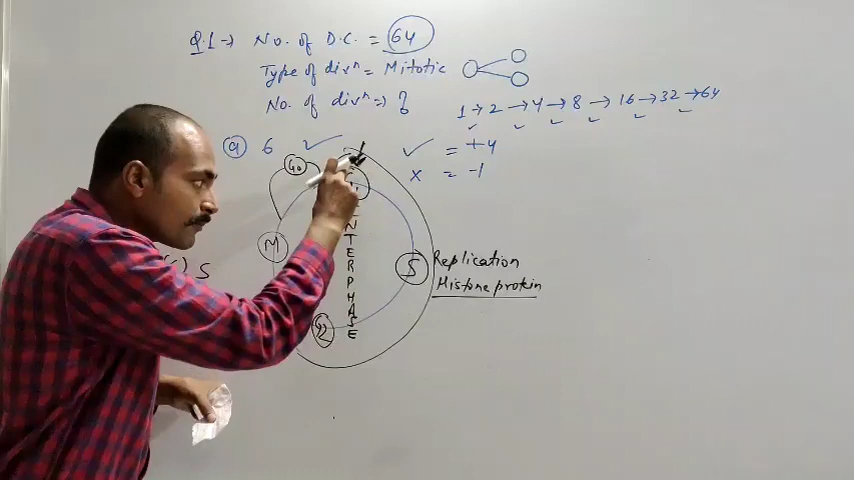 Q.1→ No. of D.C. = 64
Type of divⁿ = Mitotic
No. of divⁿ => ?
1→2→4→8→16→32→64
(a) 6 ✓
✓ = +4
x = -1
G0
M
S
G2
INTERPHASE
Replication
Histone protein
(c) S